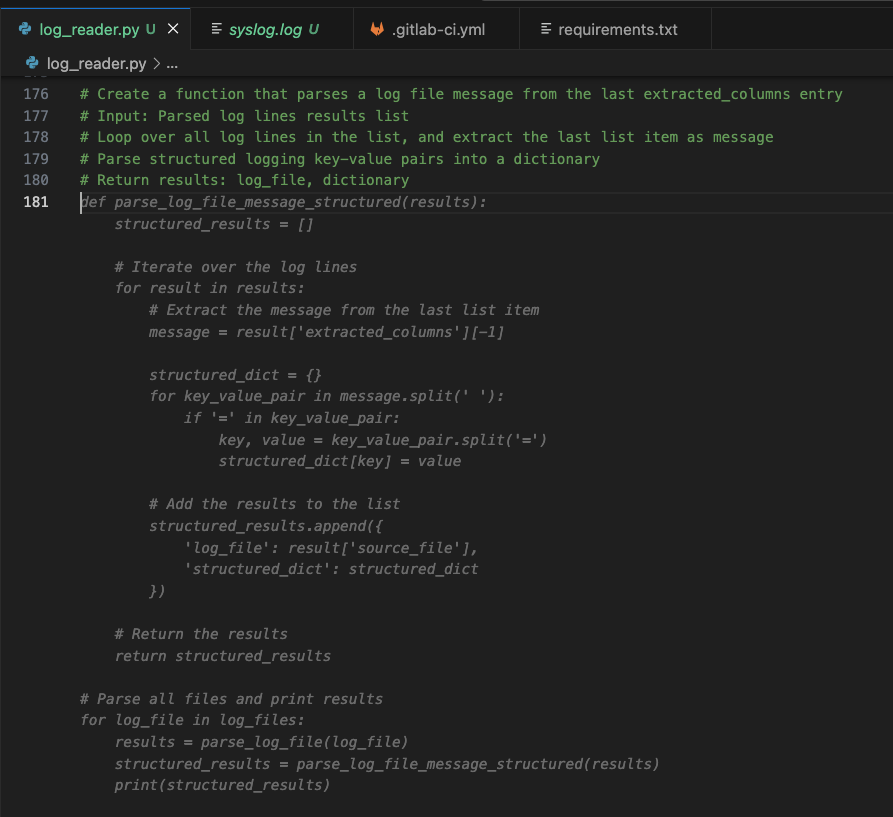 log_reader.py U ×
syslog.log U
.gitlab-ci.yml
requirements.txt
log_reader.py > ...
176 # Create a function that parses a log file message from the last extracted_columns entry
177 # Input: Parsed log lines results list
178 # Loop over all log lines in the list, and extract the last list item as message
179 # Parse structured logging key-value pairs into a dictionary
180 # Return results: log_file, dictionary
181 def parse_log_file_message_structured(results):
    structured_results = []

    # Iterate over the log lines
    for result in results:
        # Extract the message from the last list item
        message = result['extracted_columns'][-1]

        structured_dict = {}
        for key_value_pair in message.split(' '):
            if '=' in key_value_pair:
                key, value = key_value_pair.split('=')
                structured_dict[key] = value

        # Add the results to the list
        structured_results.append({
            'log_file': result['source_file'],
            'structured_dict': structured_dict
        })

    # Return the results
    return structured_results

# Parse all files and print results
for log_file in log_files:
    results = parse_log_file(log_file)
    structured_results = parse_log_file_message_structured(results)
    print(structured_results)